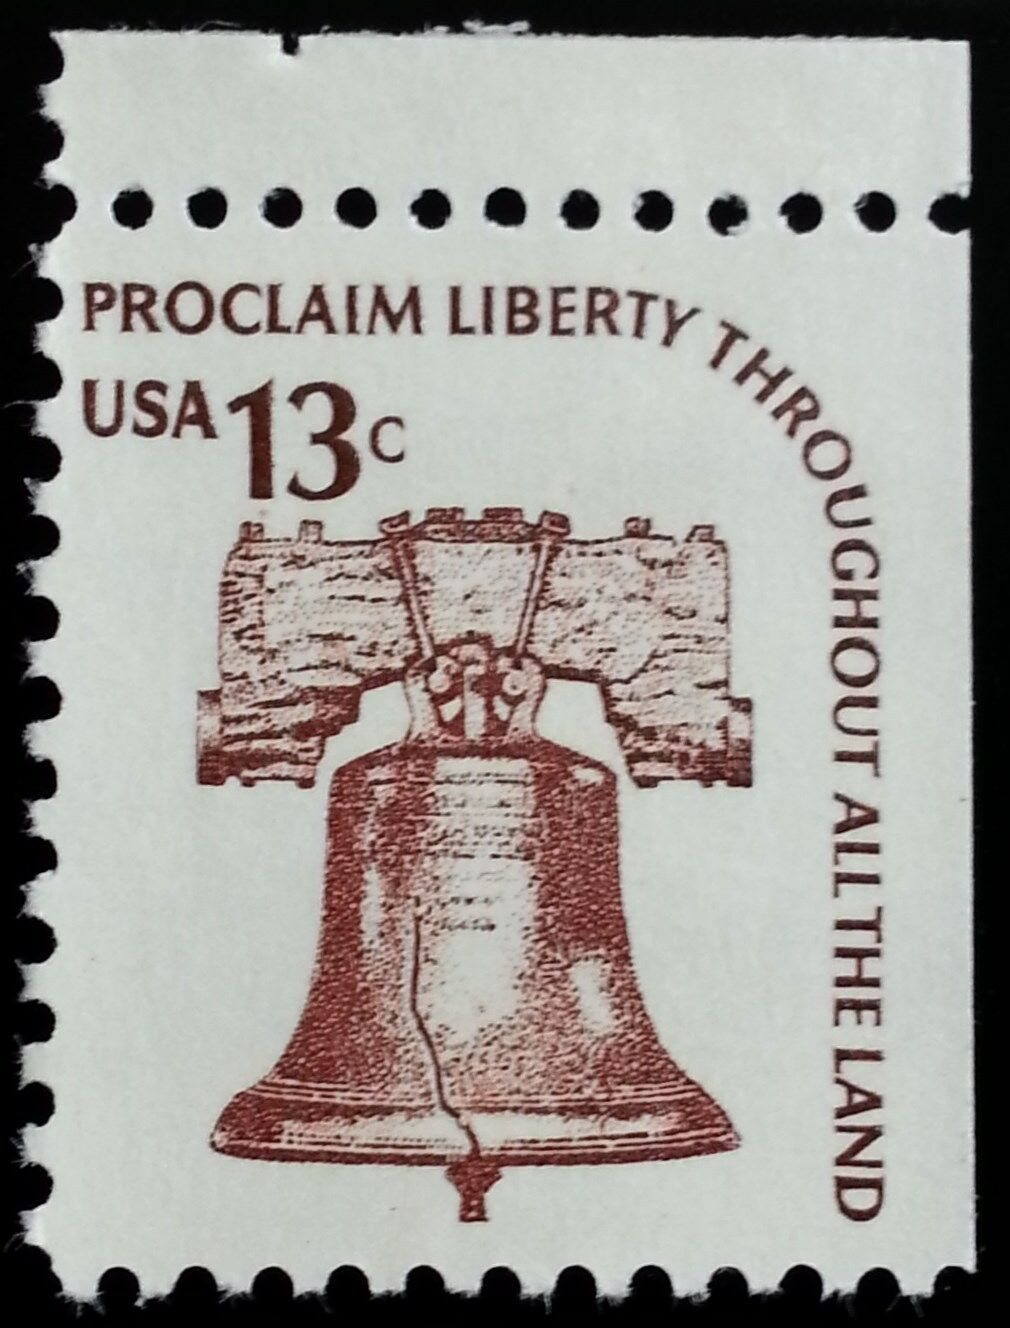 PROCLAIM LIBERTY THROUGHOUT ALL THE LAND
USA 13c